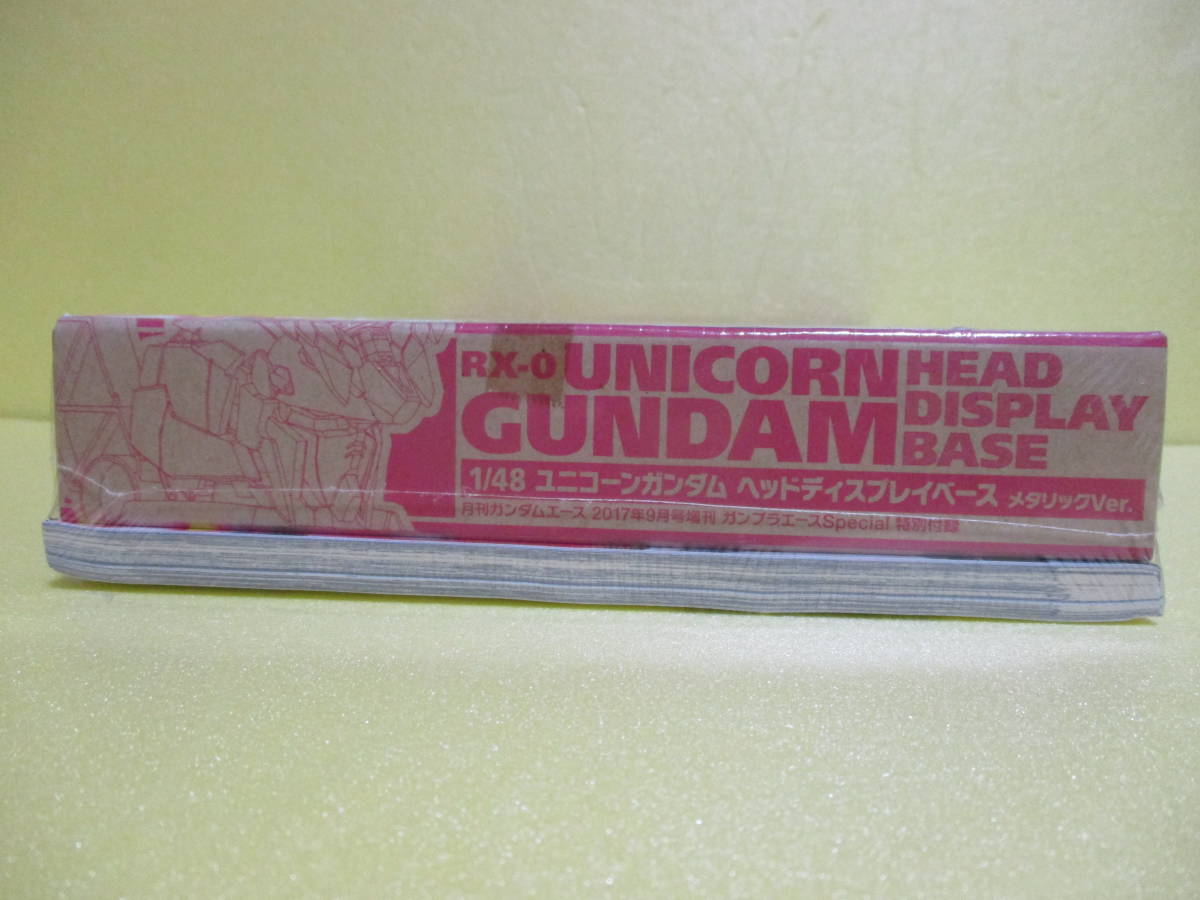 RX-0 UNICORN
GUNDAM
HEAD
DISPLAY
BASE
1/48 ユニコーンガンダム ヘッドディスプレイベース メタリックVer.
月刊ガンダムエース 2017年9月号増刊 ガンプラエースSpecial 特別付録